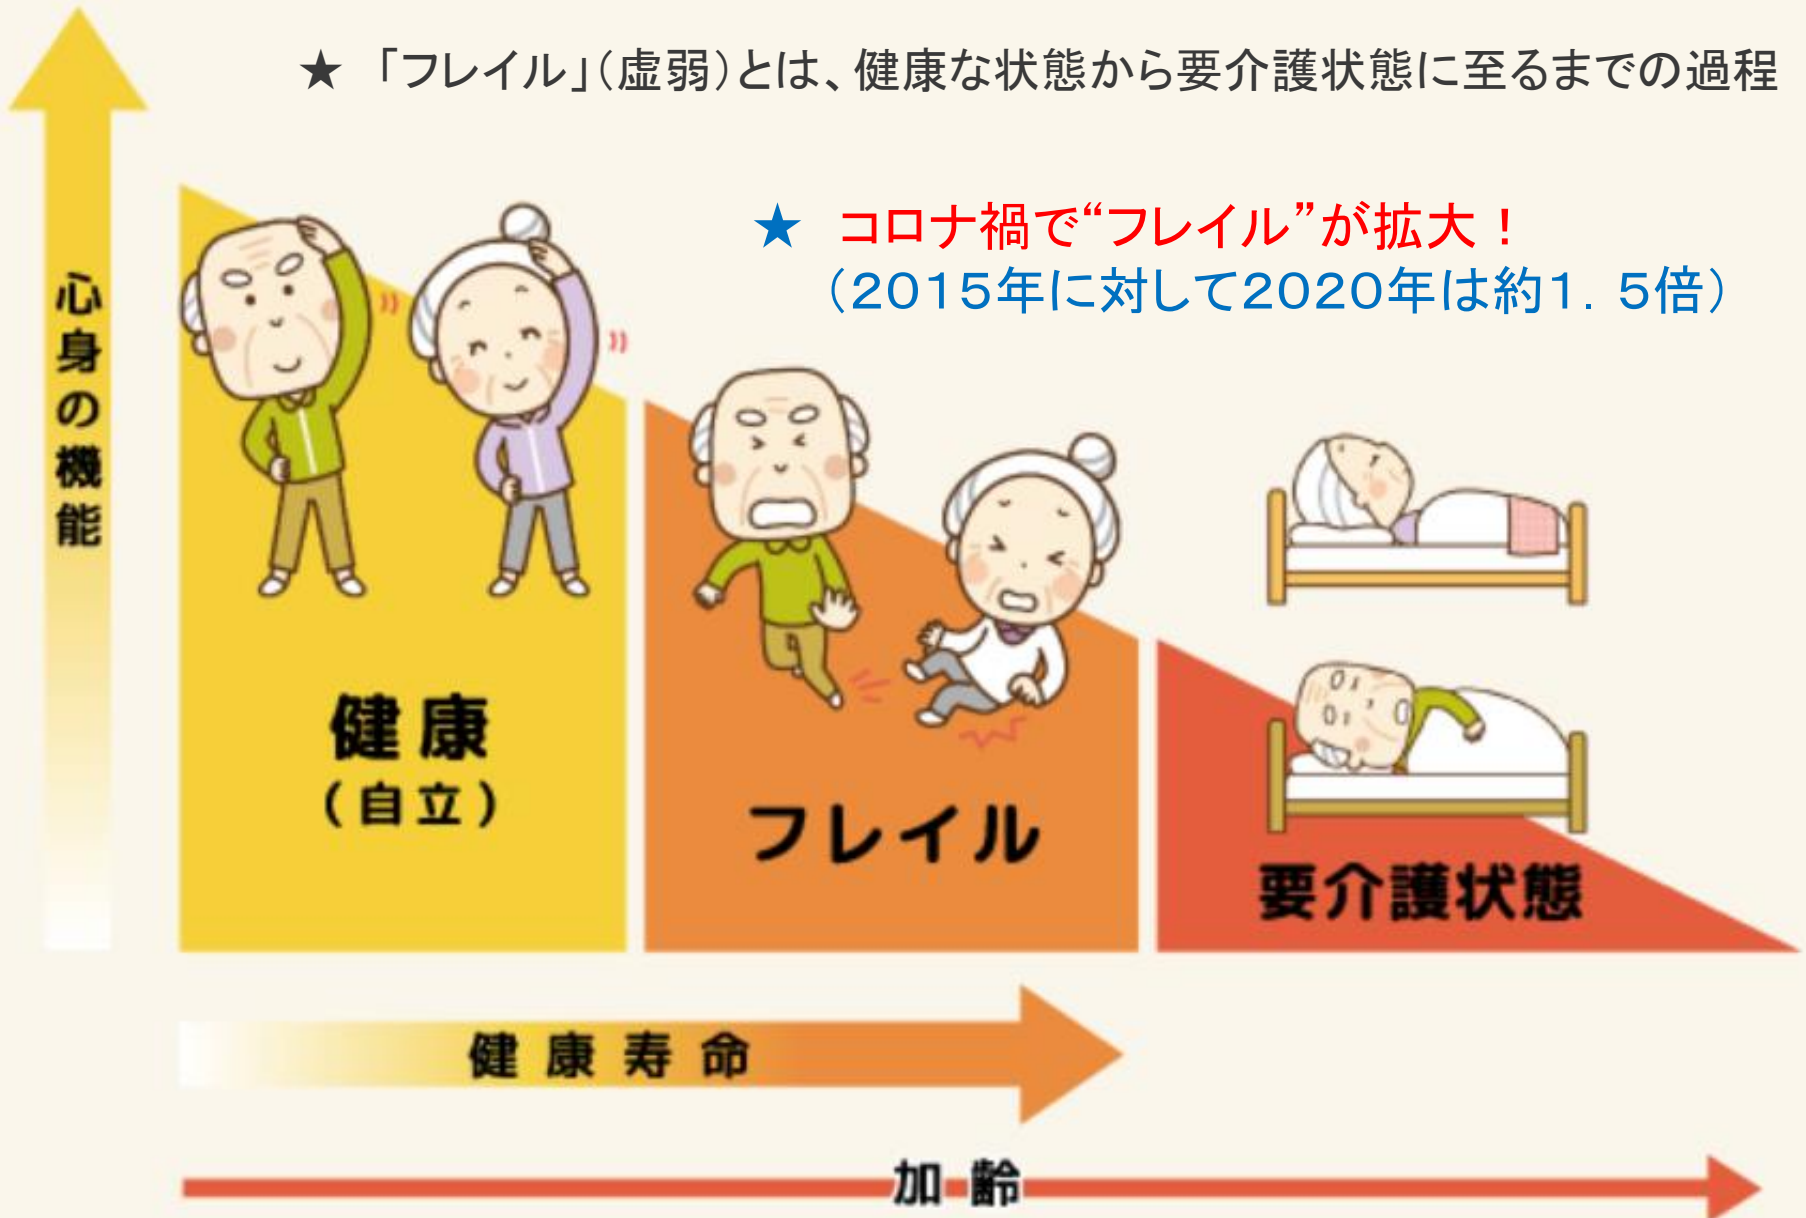 ★ 「フレイル」（虚弱）とは、健康な状態から要介護状態に至るまでの過程
★ コロナ禍で“フレイル”が拡大！
（２０１５年に対して２０２０年は約１．５倍）
心身の機能
健康
（自立）
フレイル
要介護状態
健康寿命
加齢